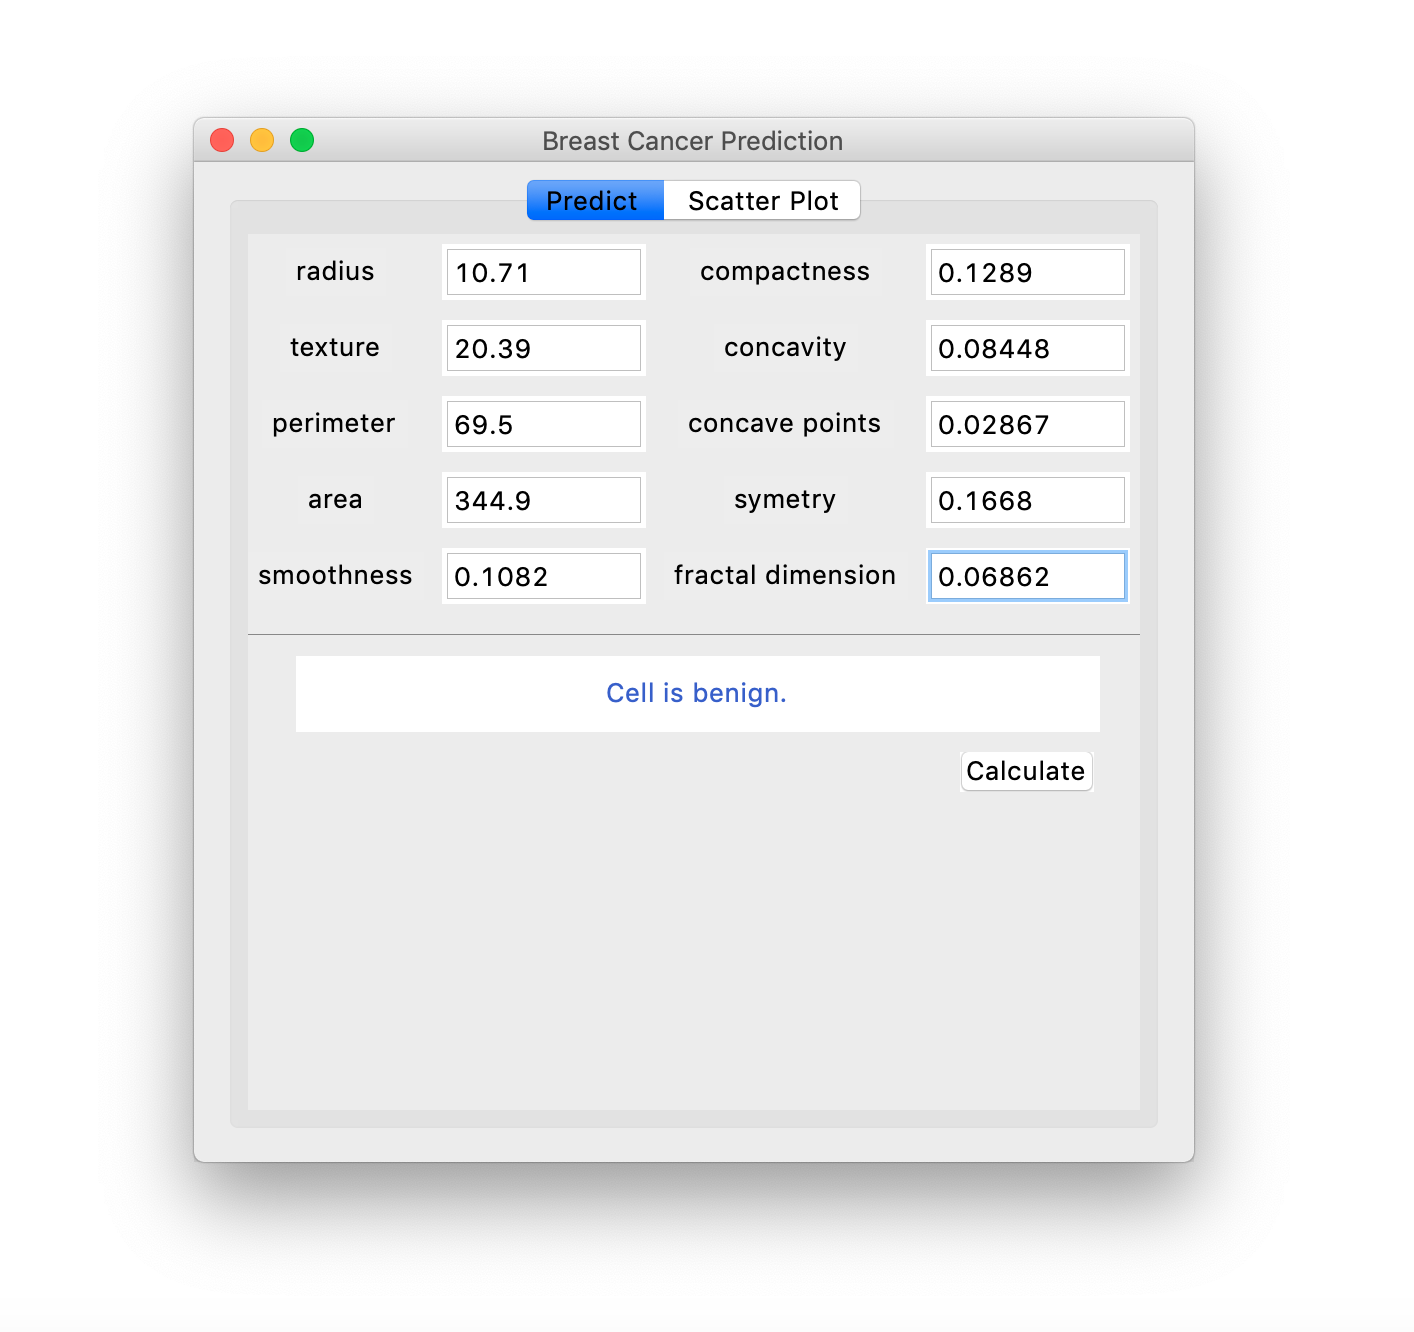 Breast Cancer Prediction
Predict Scatter Plot
radius 10.71 compactness 0.1289
texture 20.39 concavity 0.08448
perimeter 69.5 concave points 0.02867
area 344.9 symetry 0.1668
smoothness 0.1082 fractal dimension 0.06862
Cell is benign.
Calculate